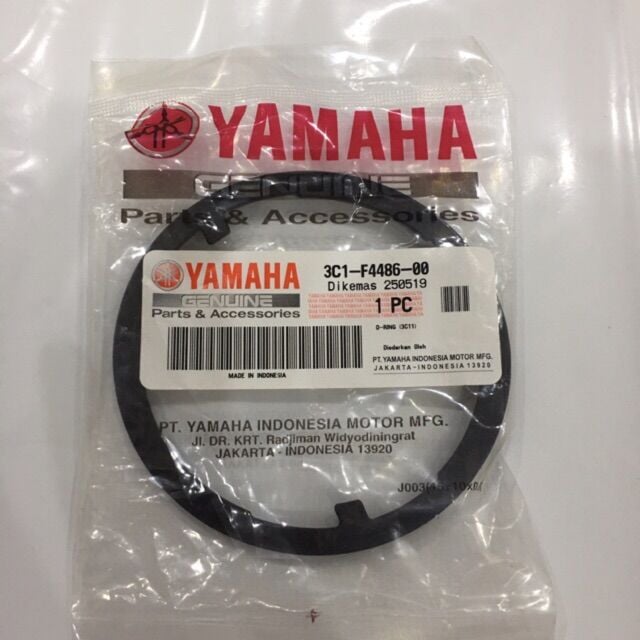 YAMAHA
GENUINE
Parts & Accessories
YAMAHA
GENUINE
Parts & Accessories
MADE IN INDONESIA
3C1-F4486-00
Dikemas 250519
1 PC
O-RING (3C11)
Diedarkan Oleh
PT. YAMAHA INDONESIA MOTOR MFG.
JAKARTA-INDONESIA 13920
PT. YAMAHA INDONESIA MOTOR MFG.
Jl. DR. KRT. Radjiman Widyodiningrat
JAKARTA - INDONESIA 13920